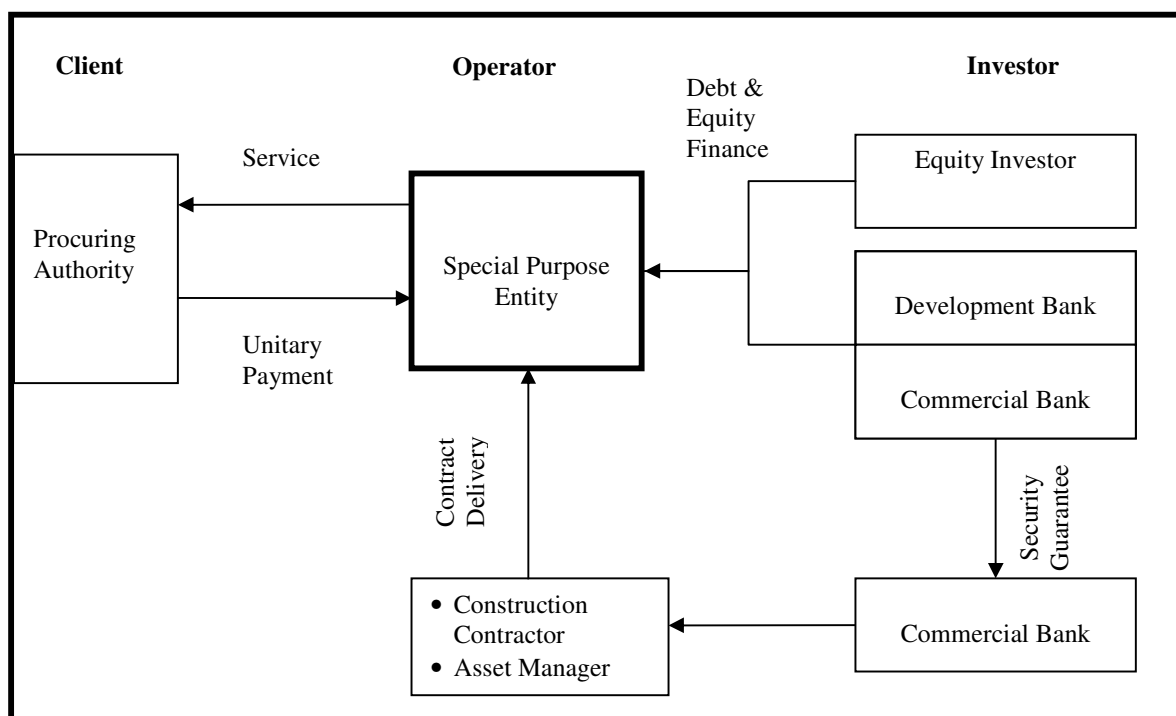 Client
Operator
Investor
Debt &
Equity
Finance
Service
Equity Investor
Procuring
Authority
Special Purpose
Entity
Development Bank
Unitary
Payment
Commercial Bank
Contract
Delivery
Security
Guarantee
• Construction
Contractor
• Asset Manager
Commercial Bank